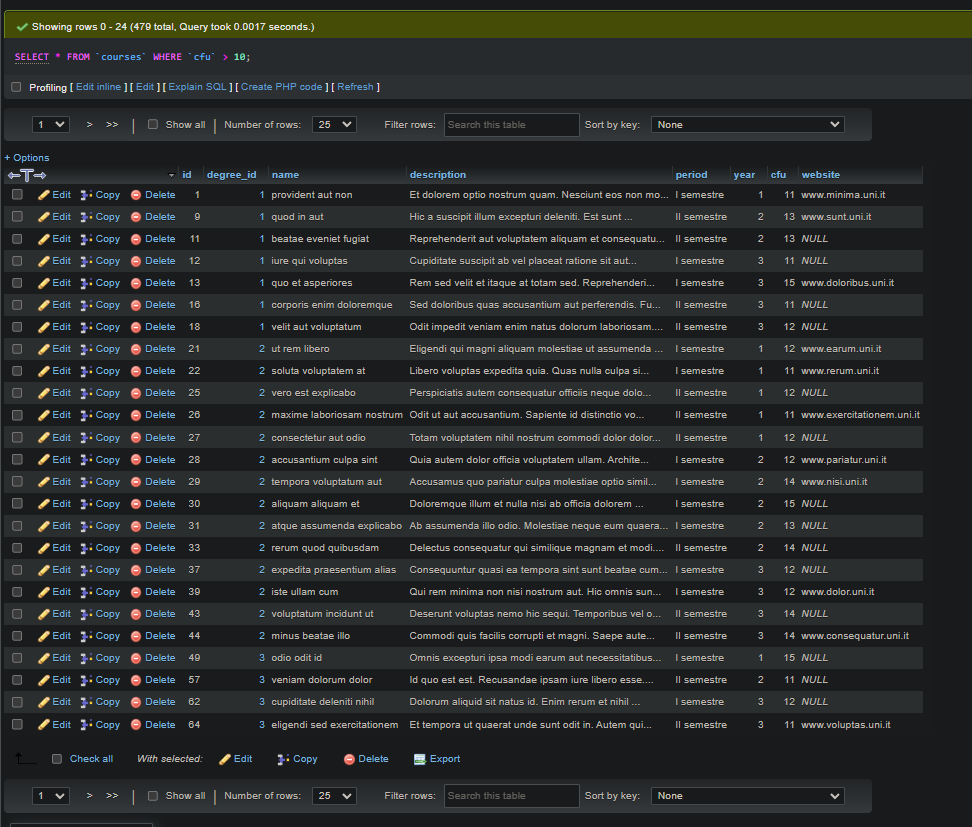 Showing rows 0 - 24 (479 total, Query took 0.0017 seconds.)
SELECT * FROM `courses` WHERE `cfu` > 10;
Profiling [ Edit inline ] [ Edit ] [ Explain SQL ] [ Create PHP code ] [ Refresh ]
1 > >> Show all Number of rows: 25 Filter rows: Search this table Sort by key: None
+ Options
id degree_id name description period year cfu website
Edit Copy Delete 1 1 provident aut non Et dolorem optio nostrum quam. Nesciunt eos non mo... I semestre 1 11 www.minima.uni.it
Edit Copy Delete 9 1 quod in aut Hic a suscipit illum excepturi deleniti. Est sunt ... II semestre 2 13 www.sunt.uni.it
Edit Copy Delete 11 1 beatae eveniet fugiat Reprehenderit aut voluptatem aliquam et consequatu... II semestre 2 13 NULL
Edit Copy Delete 12 1 iure qui voluptas Cupiditate suscipit ab vel placeat ratione sit aut... I semestre 3 11 NULL
Edit Copy Delete 13 1 quo et asperiores Rem sed velit et itaque at totam sed. Reprehenderi... I semestre 3 15 www.doloribus.uni.it
Edit Copy Delete 16 1 corporis enim doloremque Sed doloribus quas accusantium aut perferendis. Fu... II semestre 3 11 NULL
Edit Copy Delete 18 1 velit aut voluptatum Odit impedit veniam enim natus dolorum laboriosam.... II semestre 3 12 NULL
Edit Copy Delete 21 2 ut rem libero Eligendi qui magni aliquam molestiae ut assumenda ... I semestre 1 12 www.earum.uni.it
Edit Copy Delete 22 2 soluta voluptatem at Libero voluptas expedita quia. Quas nulla culpa si... I semestre 1 11 www.rerum.uni.it
Edit Copy Delete 25 2 vero est explicabo Perspiciatis autem consequatur officiis neque dolo... II semestre 1 12 NULL
Edit Copy Delete 26 2 maxime laboriosam nostrum Odit ut aut accusantium. Sapiente id distinctio vo... II semestre 1 11 www.exercitationem.uni.it
Edit Copy Delete 27 2 consectetur aut odio Totam voluptatem nihil nostrum commodi dolor dolor... II semestre 1 12 NULL
Edit Copy Delete 28 2 accusantium culpa sint Quia autem dolor officia voluptatem ullam. Archite... I semestre 2 12 www.pariatur.uni.it
Edit Copy Delete 29 2 tempora voluptatum aut Accusamus quo pariatur culpa molestiae optio simil... I semestre 2 14 www.nisi.uni.it
Edit Copy Delete 30 2 aliquam aliquam et Doloremque illum et nulla nisi ab officia dolorem ... I semestre 2 15 NULL
Edit Copy Delete 31 2 atque assumenda explicabo Ab assumenda illo odio. Molestiae neque eum quaera... I semestre 2 13 NULL
Edit Copy Delete 33 2 rerum quod quibusdam Delectus consequatur qui similique magnam et modi.... II semestre 2 14 NULL
Edit Copy Delete 37 2 expedita praesentium alias Consequuntur quasi ea tempora sint sunt beatae cum... I semestre 3 12 NULL
Edit Copy Delete 39 2 iste ullam cum Qui rem minima non nisi nostrum aut. Hic omnis sun... I semestre 3 12 www.dolor.uni.it
Edit Copy Delete 43 2 voluptatum incidunt ut Deserunt voluptas nemo hic sequi. Temporibus vel o... II semestre 3 14 NULL
Edit Copy Delete 44 2 minus beatae illo Commodi quis facilis corrupti et magni. Saepe aute... II semestre 3 14 www.consequatur.uni.it
Edit Copy Delete 49 3 odio odit id Omnis excepturi ipsa modi earum aut necessitatibus... I semestre 1 15 NULL
Edit Copy Delete 57 3 veniam dolorum dolor Id quo est est. Recusandae ipsam iure libero esse.... II semestre 2 11 NULL
Edit Copy Delete 62 3 cupiditate deleniti nihil Dolorum aliquid sit natus id. Enim rerum et nihil ... I semestre 3 12 NULL
Edit Copy Delete 64 3 eligendi sed exercitationem Et tempora ut quaerat unde sunt odit in. Autem qui... II semestre 3 11 www.voluptas.uni.it
Check all With selected: Edit Copy Delete Export
1 > >> Show all Number of rows: 25 Filter rows: Search this table Sort by key: None